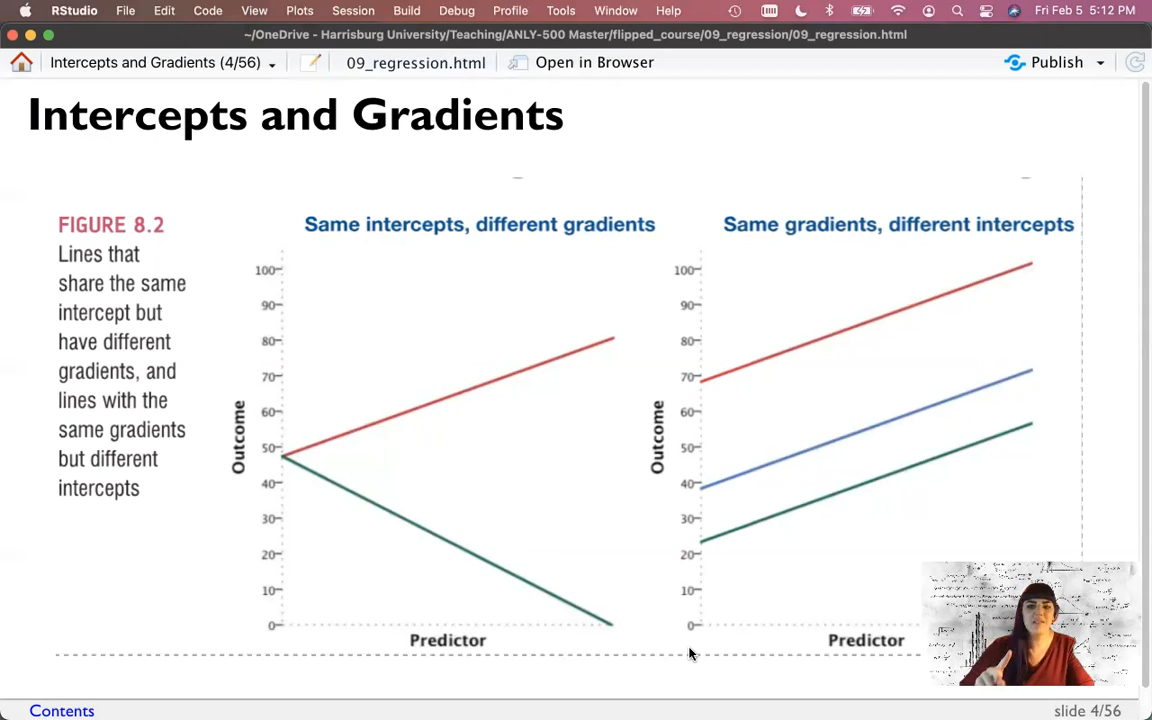 RStudio File Edit Code View Plots Session Build Debug Profile Tools Window Help Fri Feb 5 5:12 PM
~/OneDrive - Harrisburg University/Teaching/ANLY-500 Master/flipped_course/09_regression/09_regression.html
Intercepts and Gradients (4/56) 09_regression.html Open in Browser Publish
Intercepts and Gradients
FIGURE 8.2
Lines that
share the same
intercept but
have different
gradients, and
lines with the
same gradients
but different
intercepts
Same intercepts, different gradients
100
90
80
70
60
50
40
30
20
10
0
Outcome
Predictor
Same gradients, different intercepts
100
90
80
70
60
50
40
30
20
10
0
Outcome
Predictor
Contents
slide 4/56